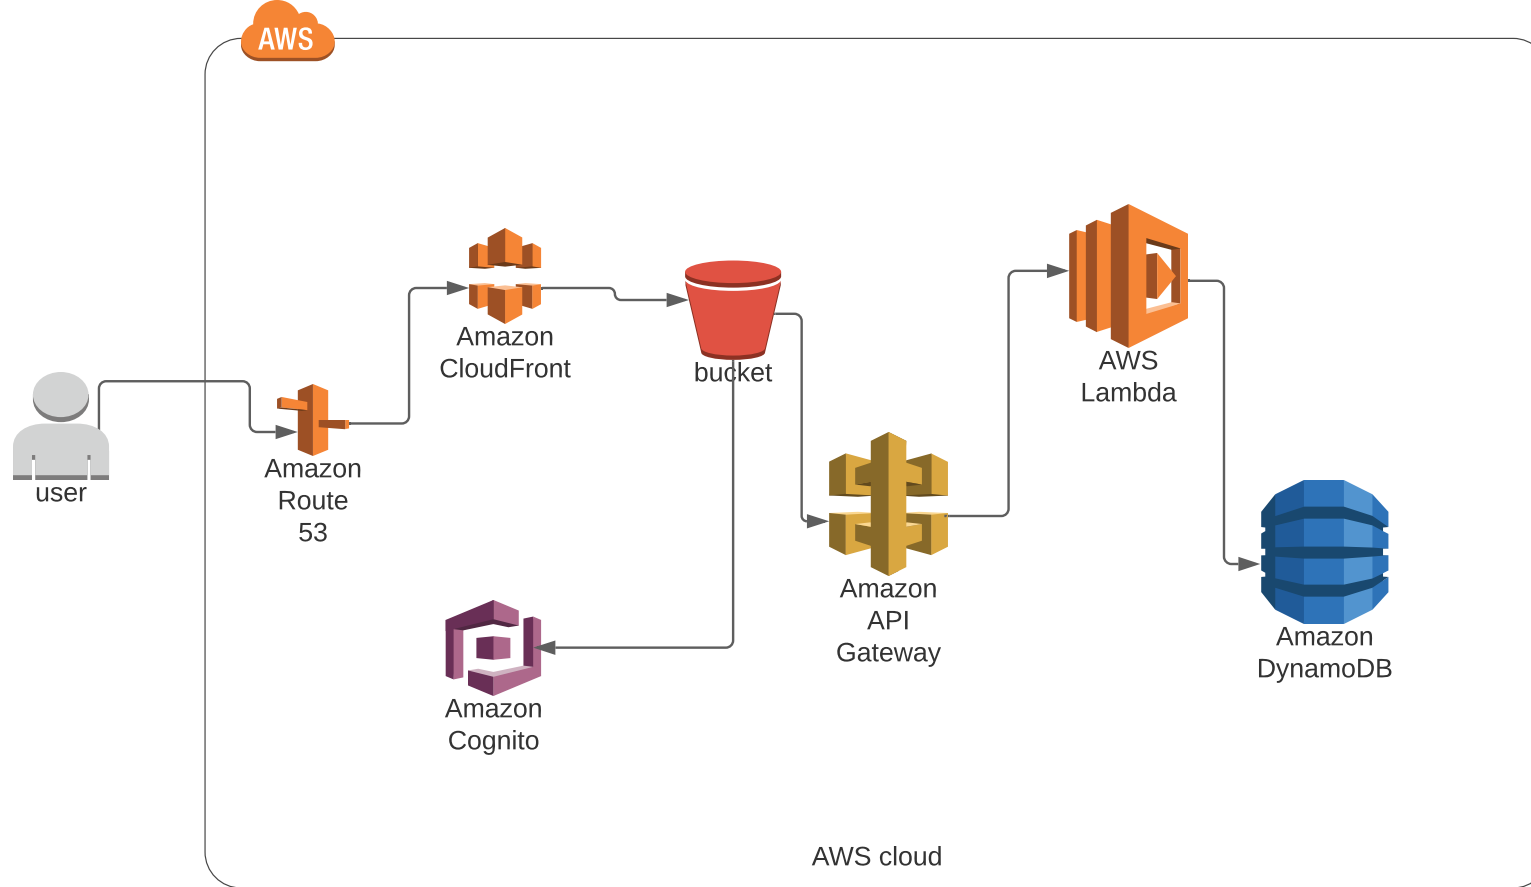 AWS
Amazon
CloudFront
bucket
AWS
Lambda
user
Amazon
Route
53
Amazon
API
Gateway
Amazon
DynamoDB
Amazon
Cognito
AWS cloud